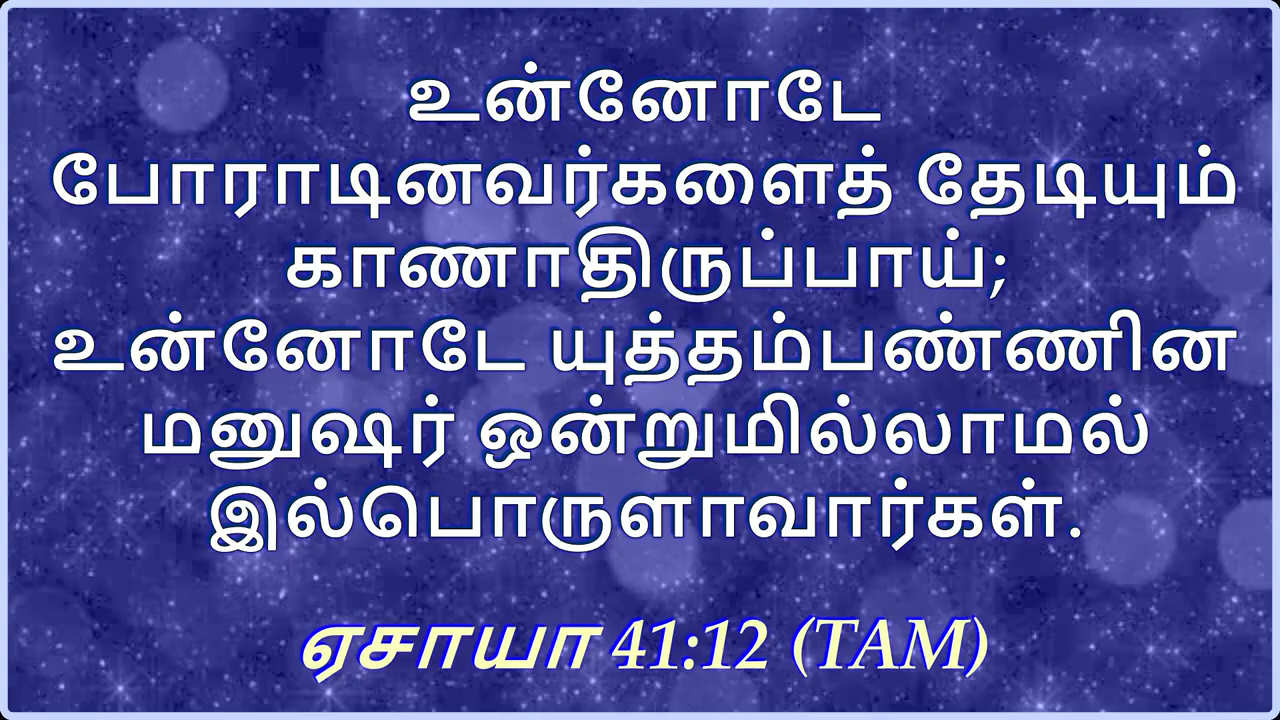 உன்னோடே
போராடினவர்களைத் தேடியும்
காணாதிருப்பாய்;
உன்னோடே யுத்தம்பண்ணின
மனுஷர் ஒன்றுமில்லாமல்
இல்பொருளாவார்கள்.
ஏசாயா 41:12 (TAM)